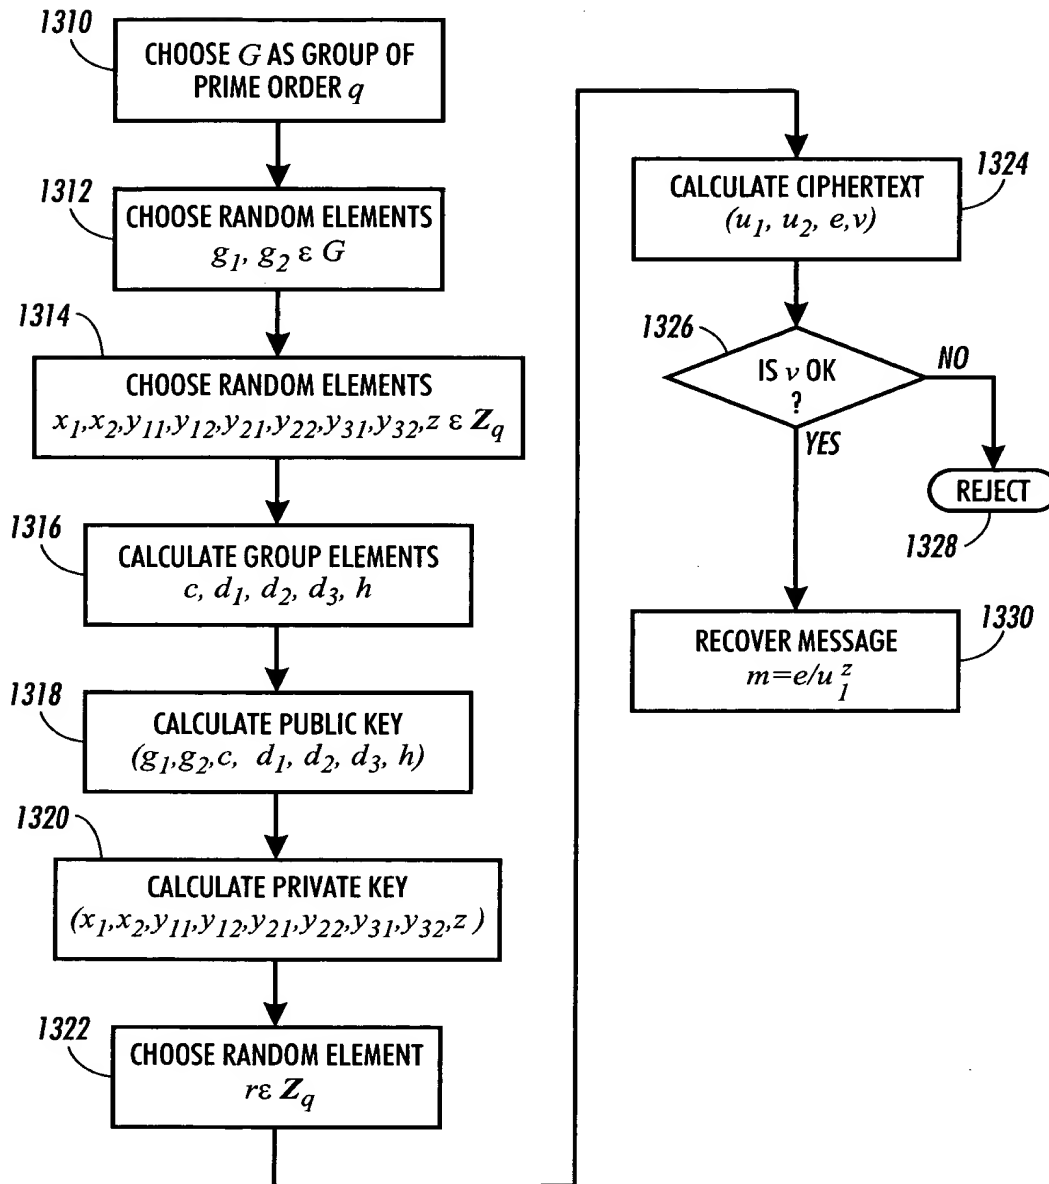 1310
CHOOSE G AS GROUP OF
PRIME ORDER q
1312
CHOOSE RANDOM ELEMENTS
g1, g2 ε G
1314
CHOOSE RANDOM ELEMENTS
x1,x2,y11,y12,y21,y22,y31,y32,z ε Zq
1316
CALCULATE GROUP ELEMENTS
c, d1, d2, d3, h
1318
CALCULATE PUBLIC KEY
(g1,g2,c, d1, d2, d3, h)
1320
CALCULATE PRIVATE KEY
(x1,x2,y11,y12,y21,y22,y31,y32,z )
1322
CHOOSE RANDOM ELEMENT
rε Zq
1324
CALCULATE CIPHERTEXT
(u1, u2, e,v)
1326
IS v OK
?
NO
YES
REJECT
1328
1330
RECOVER MESSAGE
m=e/u1^z